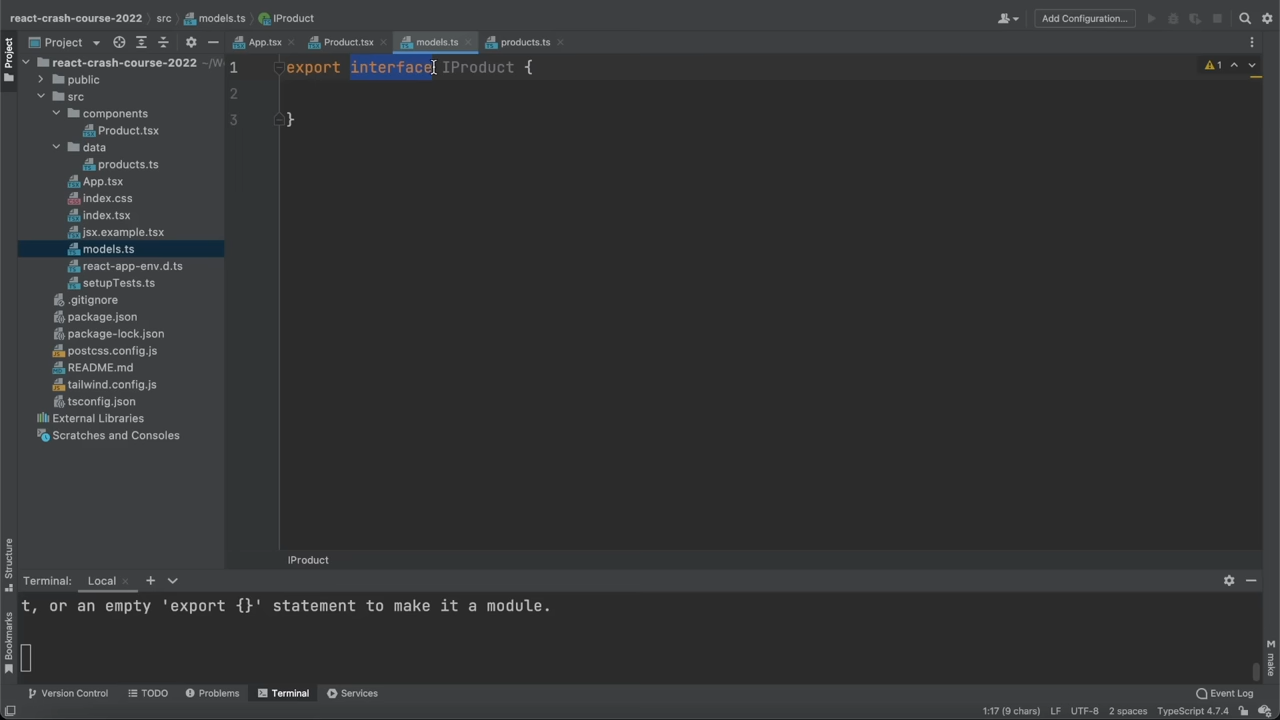 react-crash-course-2022 src models.ts IProduct Add Configuration...
Project App.tsx Product.tsx models.ts products.ts
Project
react-crash-course-2022 ~/W
public
src
components
Product.tsx
data
products.ts
App.tsx
index.css
index.tsx
jsx.example.tsx
models.ts
react-app-env.d.ts
setupTests.ts
.gitignore
package.json
package-lock.json
postcss.config.js
README.md
tailwind.config.js
tsconfig.json
External Libraries
Scratches and Consoles
1 export interface IProduct {
2
3 }
1
IProduct
Structure
Bookmarks
make
Terminal: Local
t, or an empty 'export {}' statement to make it a module.
Version Control TODO Problems Terminal Services Event Log
1:17 (9 chars) LF UTF-8 2 spaces TypeScript 4.7.4